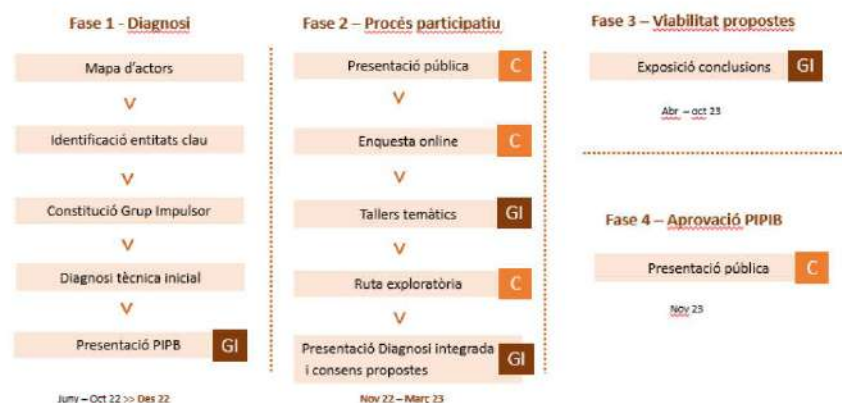 Fase 1 - Diagnosi
Mapa d'actors
Identificació entitats clau
Constitució Grup Impulsor
Diagnosi tècnica inicial
Presentació PIPB GI
Juny – Oct 22 >> Des 22
Fase 2 – Procés participatiu
Presentació pública C
Enquesta online C
Tallers temàtics GI
Ruta exploratòria C
Presentació Diagnosi integrada
i consens propostes GI
Nov 22 – Març 23
Fase 3 – Viabilitat propostes
Exposició conclusions GI
Abr – oct 23
Fase 4 – Aprovació PIPIB
Presentació pública C
Nov 23